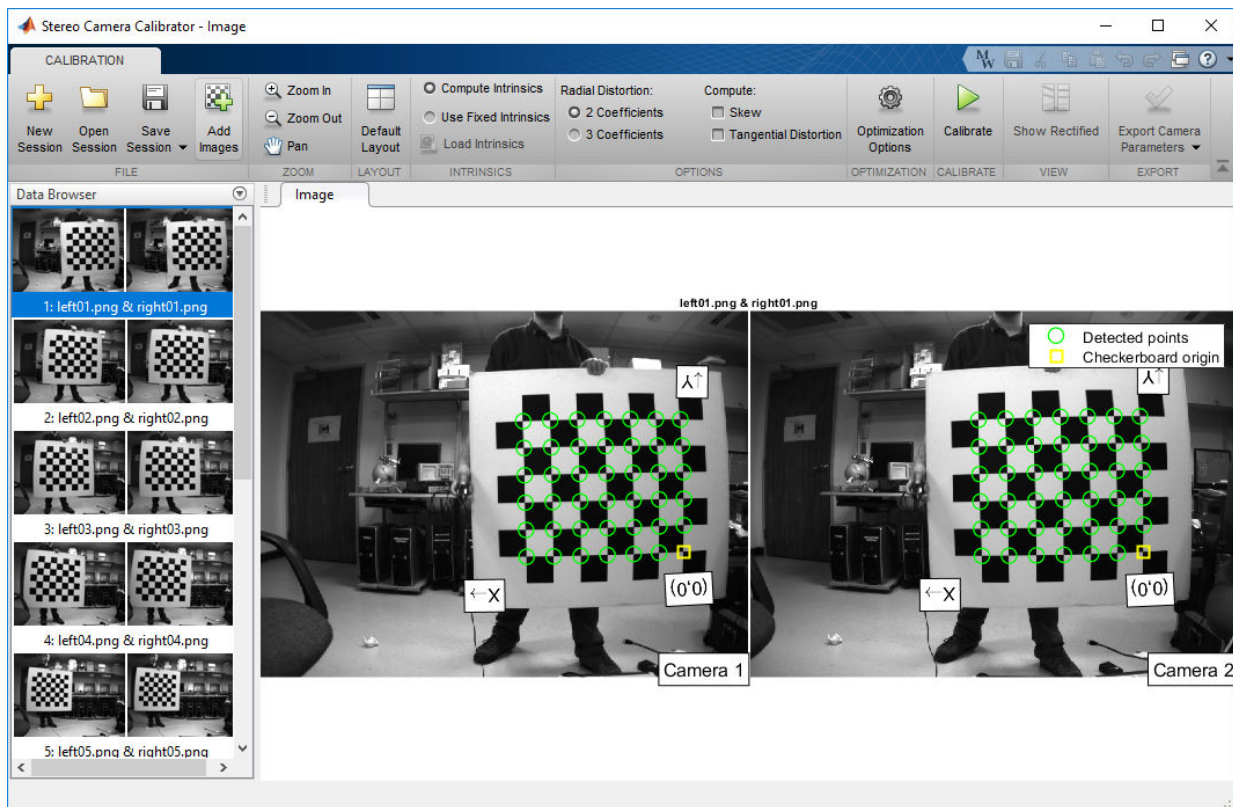 Stereo Camera Calibrator - Image
CALIBRATION
New Session
Open Session
Save Session
Add Images
FILE
Zoom In
Zoom Out
Pan
ZOOM
Default Layout
LAYOUT
Compute Intrinsics
Use Fixed Intrinsics
Load Intrinsics
INTRINSICS
Radial Distortion:
2 Coefficients
3 Coefficients
Compute:
Skew
Tangential Distortion
OPTIONS
Optimization Options
OPTIMIZATION
Calibrate
CALIBRATE
Show Rectified
VIEW
Export Camera Parameters
EXPORT
Data Browser
1: left01.png & right01.png
2: left02.png & right02.png
3: left03.png & right03.png
4: left04.png & right04.png
5: left05.png & right05.png
Image
left01.png & right01.png
Detected points
Checkerboard origin
Y→
X→
(0,0)
Camera 1
Y→
X→
(0,0)
Camera 2